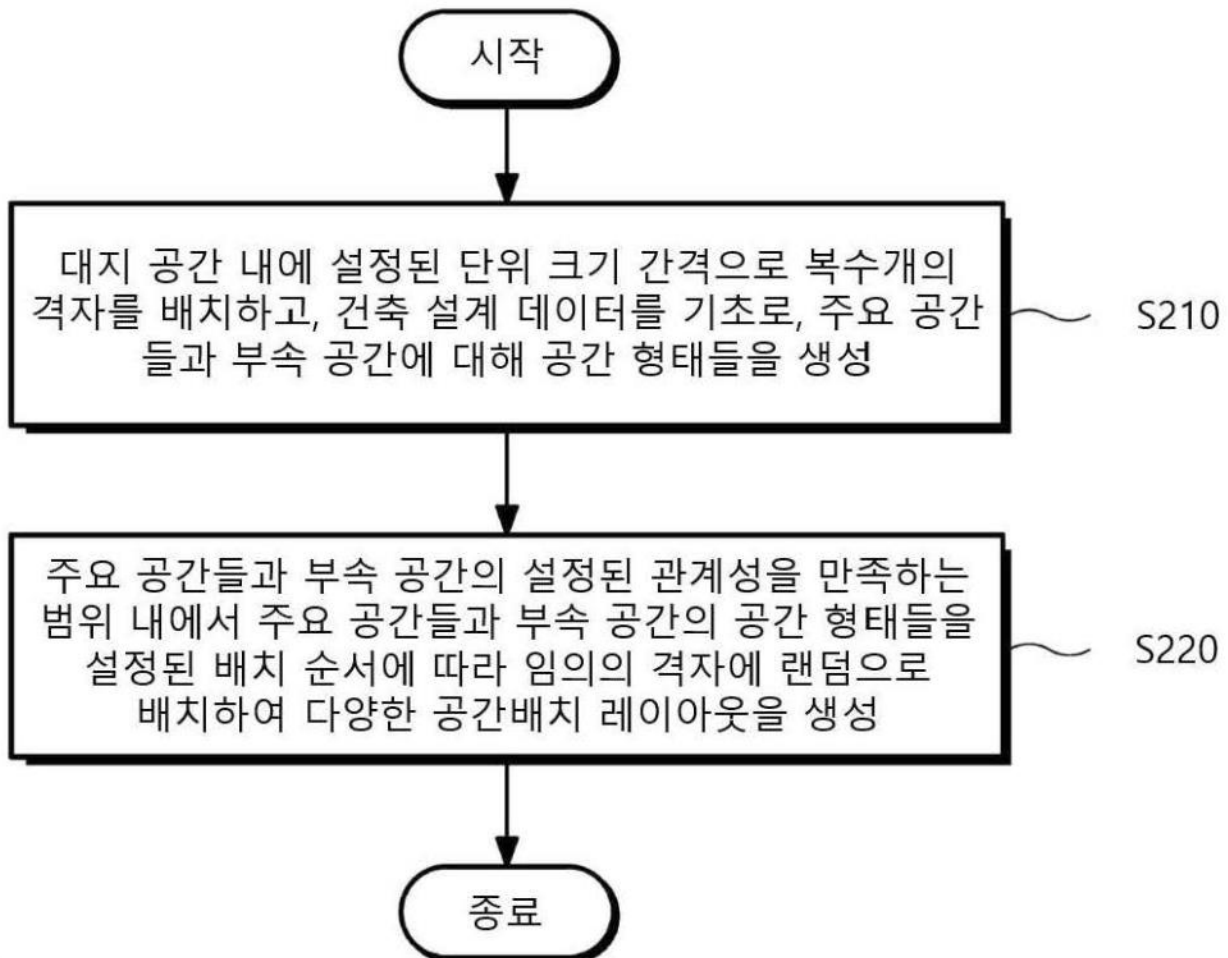 시작
대지 공간 내에 설정된 단위 크기 간격으로 복수개의
격자를 배치하고, 건축 설계 데이터를 기초로, 주요 공간
들과 부속 공간에 대해 공간 형태들을 생성
S210
주요 공간들과 부속 공간의 설정된 관계성을 만족하는
범위 내에서 주요 공간들과 부속 공간의 공간 형태들을
설정된 배치 순서에 따라 임의의 격자에 랜덤으로
배치하여 다양한 공간배치 레이아웃을 생성
S220
종료